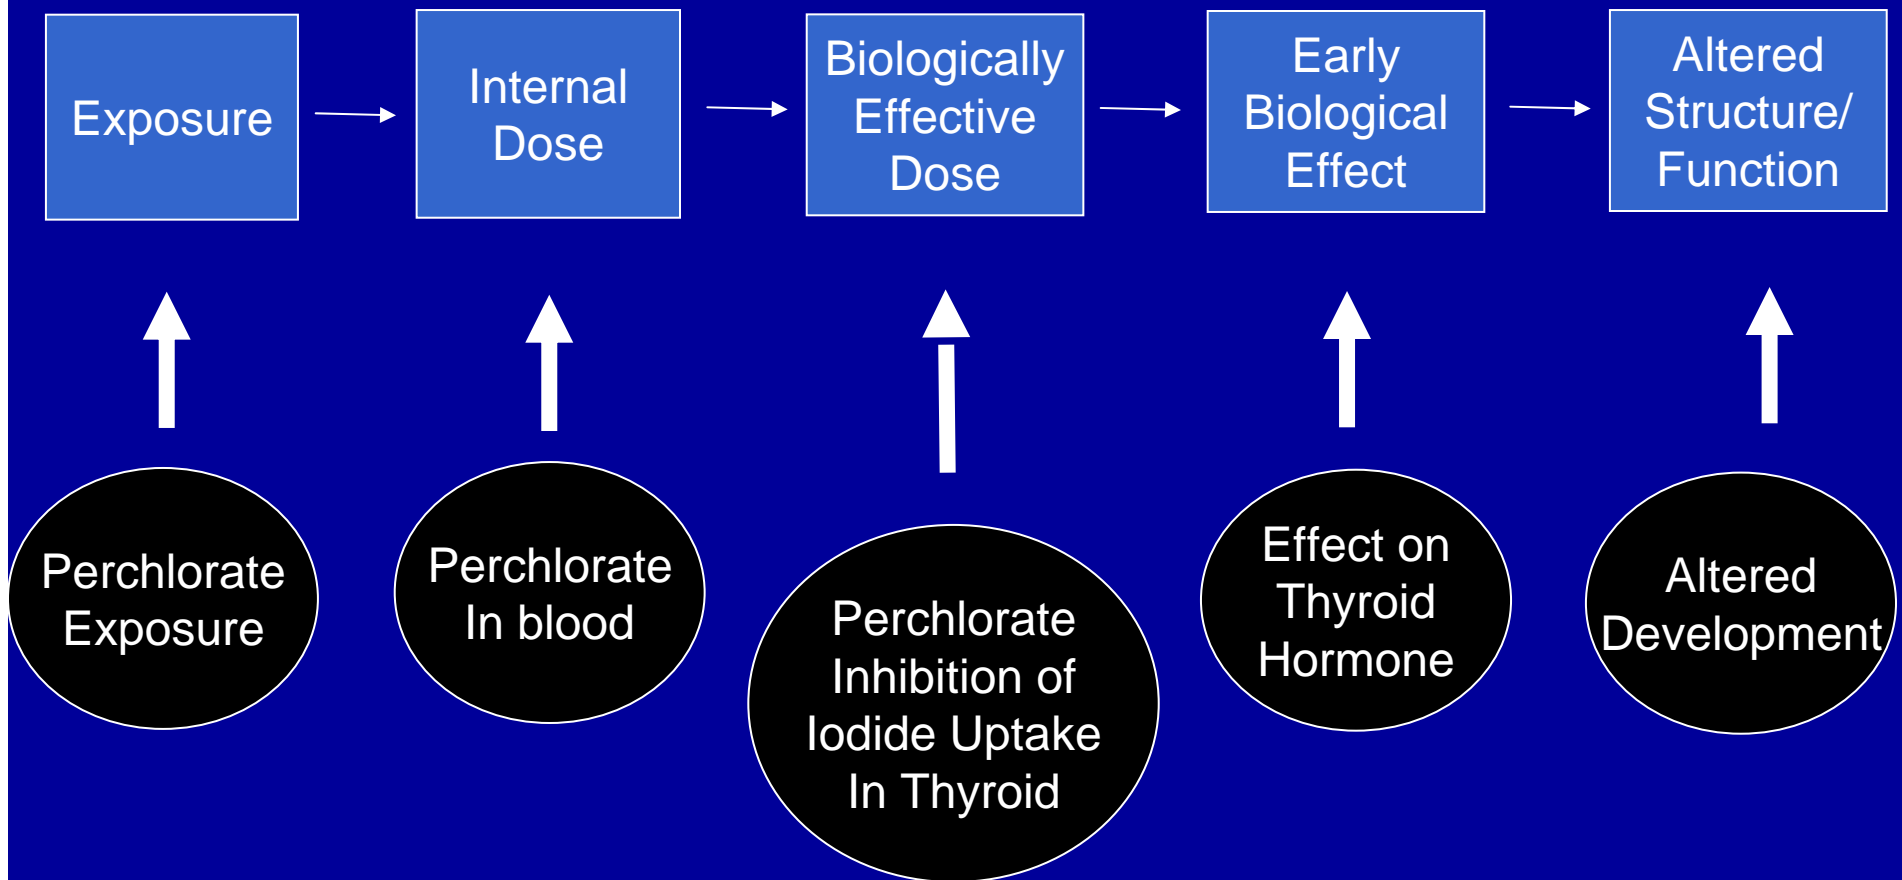 Exposure
Internal
Dose
Biologically
Effective
Dose
Early
Biological
Effect
Altered
Structure/
Function
Perchlorate
Exposure
Perchlorate
In blood
Perchlorate
Inhibition of
Iodide Uptake
In Thyroid
Effect on
Thyroid
Hormone
Altered
Development